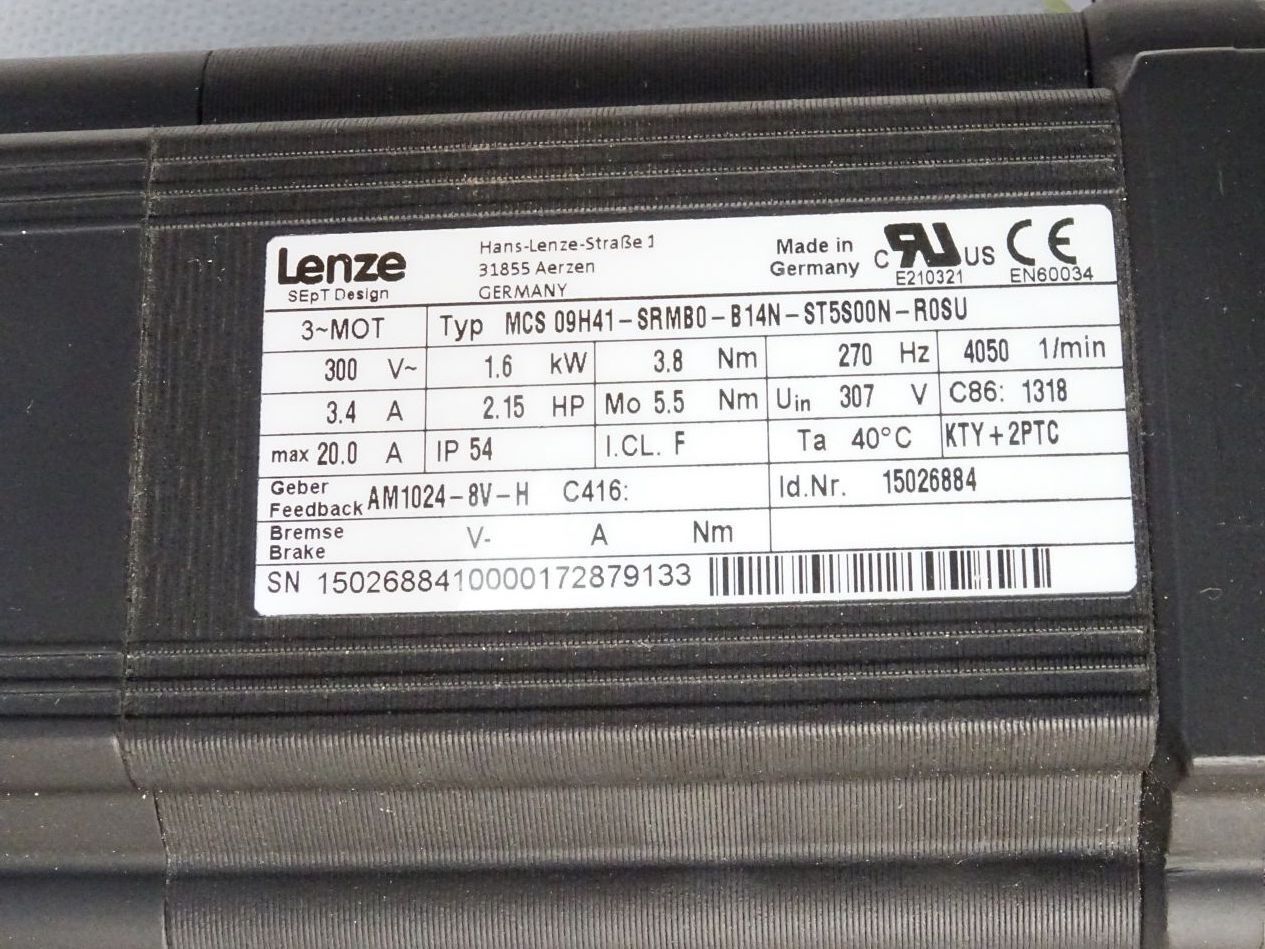 Lenze
SEpT Design
Hans-Lenze-Straße 1
31855 Aerzen
GERMANY
Made in
Germany
C RU US
E210321
CE
EN60034
3~MOT Typ MCS 09H41-SRMB0-B14N-ST5S00N-R0SU
300 V~ 1.6 kW 3.8 Nm 270 Hz 4050 1/min
3.4 A 2.15 HP Mo 5.5 Nm Uin 307 V C86: 1318
max 20.0 A IP 54 I.CL. F Ta 40°C KTY+2PTC
Geber
Feedback AM1024-8V-H C416: Id.Nr. 15026884
Bremse
Brake V- A Nm
SN 1502688410000172879133